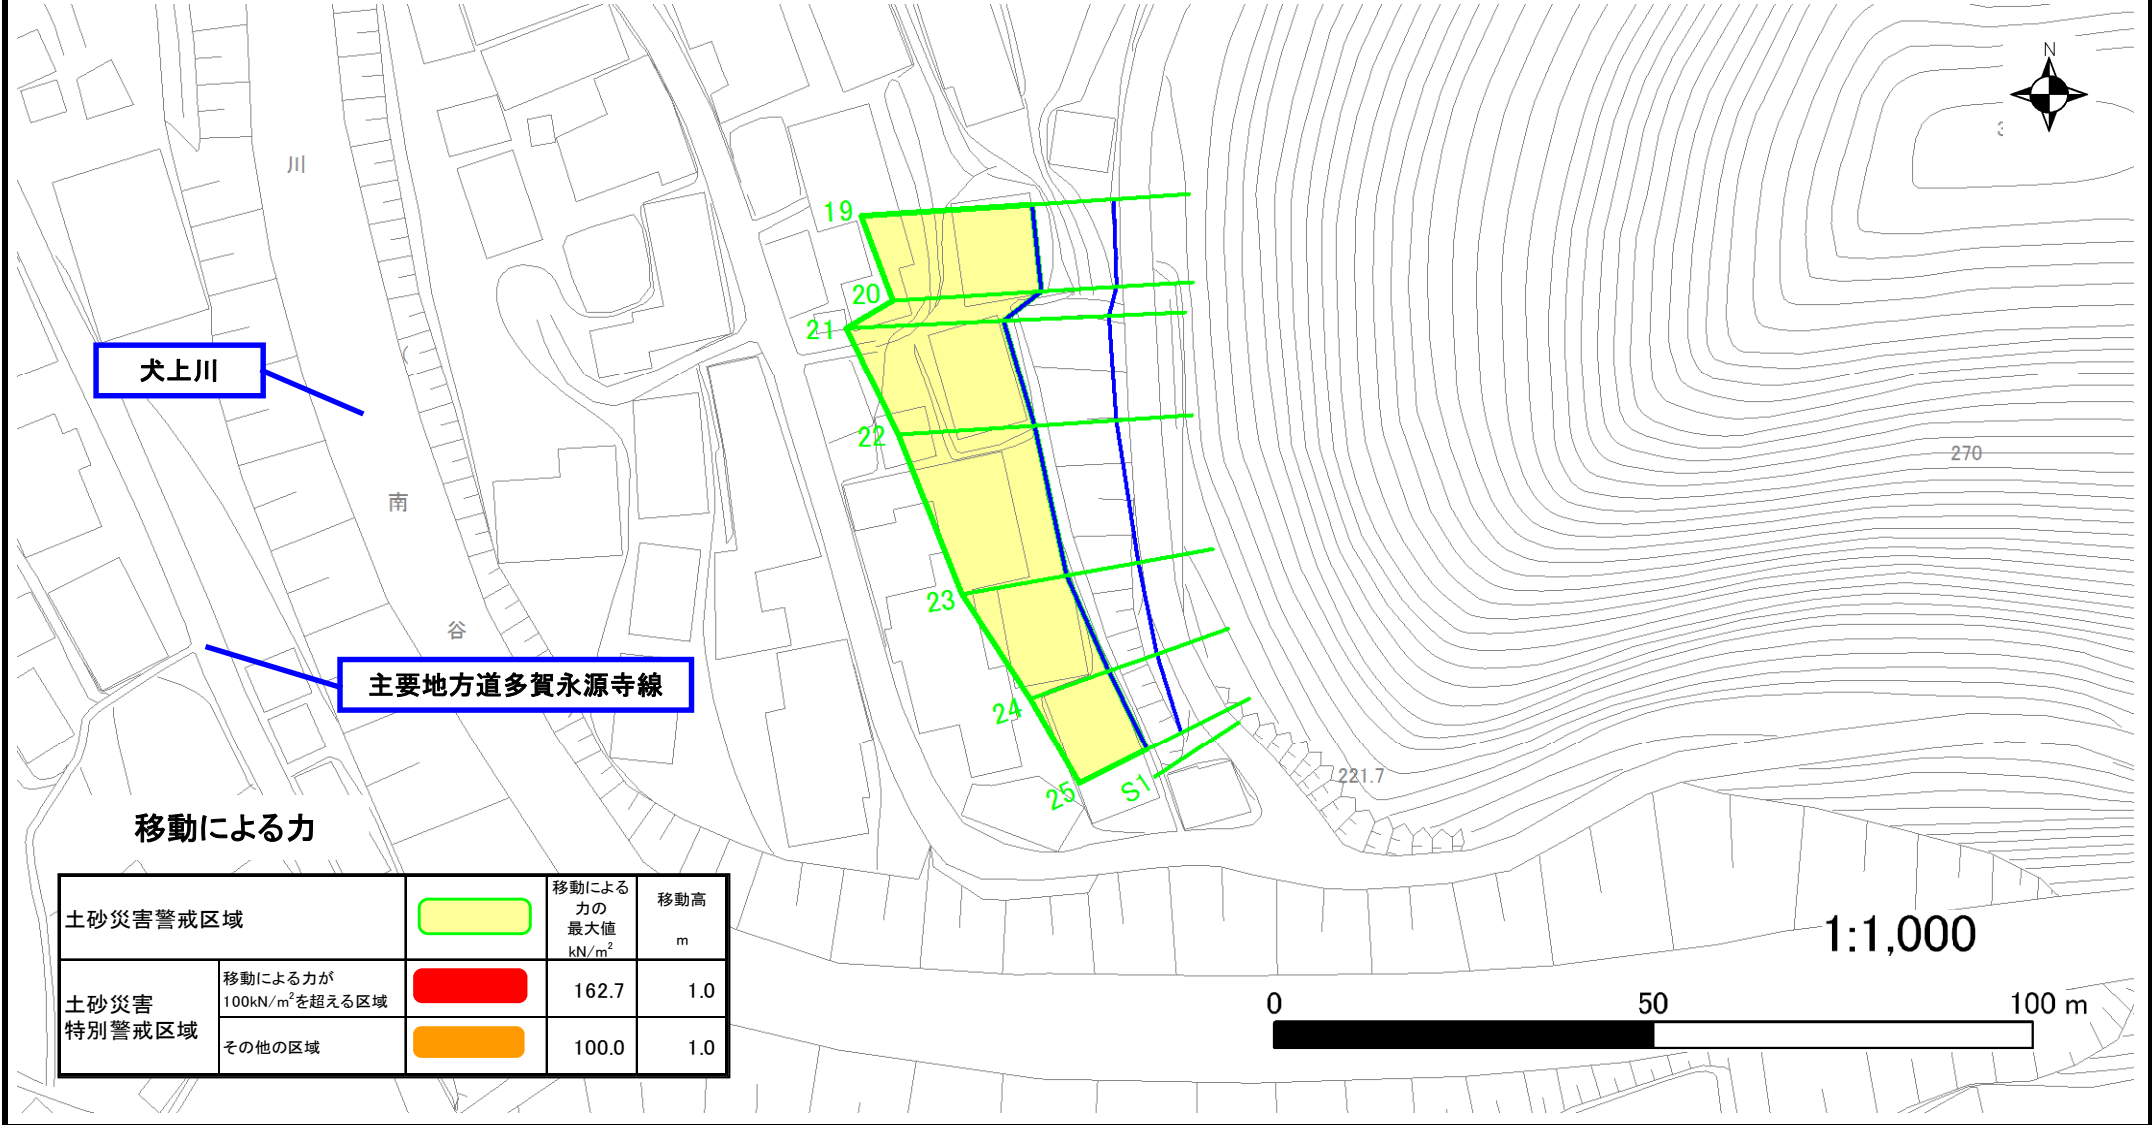 N
川
19
20
21
犬上川
22
270
南
23
谷
主要地方道多賀永源寺線
24
221.7
25
S1
移動による力
土砂災害警戒区域
移動による
力の
最大値
kN/m²
移動高
m
土砂災害
特別警戒区域
移動による力が
100kN/m²を超える区域
162.7
1.0
その他の区域
100.0
1.0
1:1,000
0
50
100 m